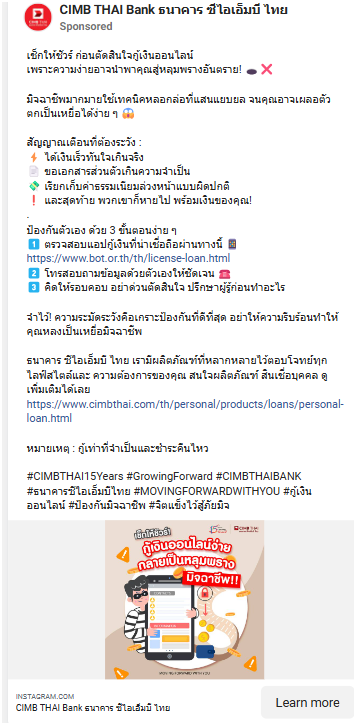 CIMB THAI Bank ธนาคาร ซีไอเอ็มบี ไทย
Sponsored
เช็กให้ชัวร์ ก่อนตัดสินใจกู้เงินออนไลน์
เพราะความง่ายอาจนำพาคุณสู่หลุมพรางอันตราย! 🕳️ ❌
มิจฉาชีพมากมายใช้เทคนิคหลอกล่อที่แสนแยบยล จนคุณอาจเผลอตัว
ตกเป็นเหยื่อได้ง่าย ๆ 😱
สัญญาณเตือนที่ต้องระวัง :
⚡ ได้เงินเร็วทันใจเกินจริง
📄 ขอเอกสารส่วนตัวเกินความจำเป็น
💸 เรียกเก็บค่าธรรมเนียมล่วงหน้าแบบผิดปกติ
❗ และสุดท้าย พวกเขาก็หายไป พร้อมเงินของคุณ!
.
ป้องกันตัวเอง ด้วย 3 ขั้นตอนง่าย ๆ
1️⃣ ตรวจสอบแอปกู้เงินที่น่าเชื่อถือผ่านทางนี้ 📱
https://www.bot.or.th/th/license-loan.html
2️⃣ โทรสอบถามข้อมูลด้วยตัวเองให้ชัดเจน ☎️
3️⃣ คิดให้รอบคอบ อย่าด่วนตัดสินใจ ปรึกษาผู้รู้ก่อนทำอะไร
จำไว้! ความระมัดระวังคือเกราะป้องกันที่ดีที่สุด อย่าให้ความรีบร้อนทำให้
คุณหลงเป็นเหยื่อมิจฉาชีพ
ธนาคาร ซีไอเอ็มบี ไทย เรามีผลิตภัณฑ์ที่หลากหลายไว้ตอบโจทย์ทุก
ไลฟ์สไตล์และ ความต้องการของคุณ สนใจผลิตภัณฑ์ สินเชื่อบุคคล ดู
เพิ่มเติมได้เลย
https://www.cimbthai.com/th/personal/products/loans/personal-
loan.html
หมายเหตุ : กู้เท่าที่จำเป็นและชำระคืนไหว
#CIMBTHAI15Years #GrowingForward #CIMBTHAIBANK
#ธนาคารซีไอเอ็มบีไทย #MOVINGFORWARDWITHYOU #กู้เงิน
ออนไลน์ #ป้องกันมิจฉาชีพ #จิตแข็งไว้สู้ภัยมิจ
CIMB THAI
เช็กให้ชัวร์!
กู้เงินออนไลน์ง่าย
กลายเป็นหลุมพราง
มิจฉาชีพ!!
MOVING FORWARD WITH YOU
INSTAGRAM.COM
CIMB THAI Bank ธนาคาร ซีไอเอ็มบี ไทย
Learn more